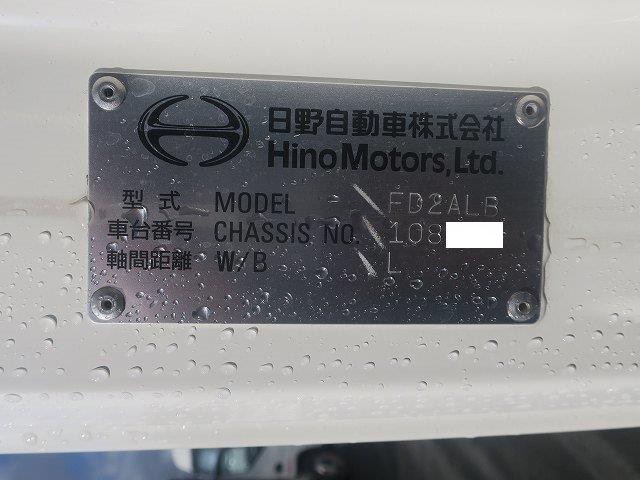 日野自動車株式会社
Hino Motors, Ltd.
型式 MODEL FD2ALB
車台番号 CHASSIS NO. 108
軸間距離 W/B L